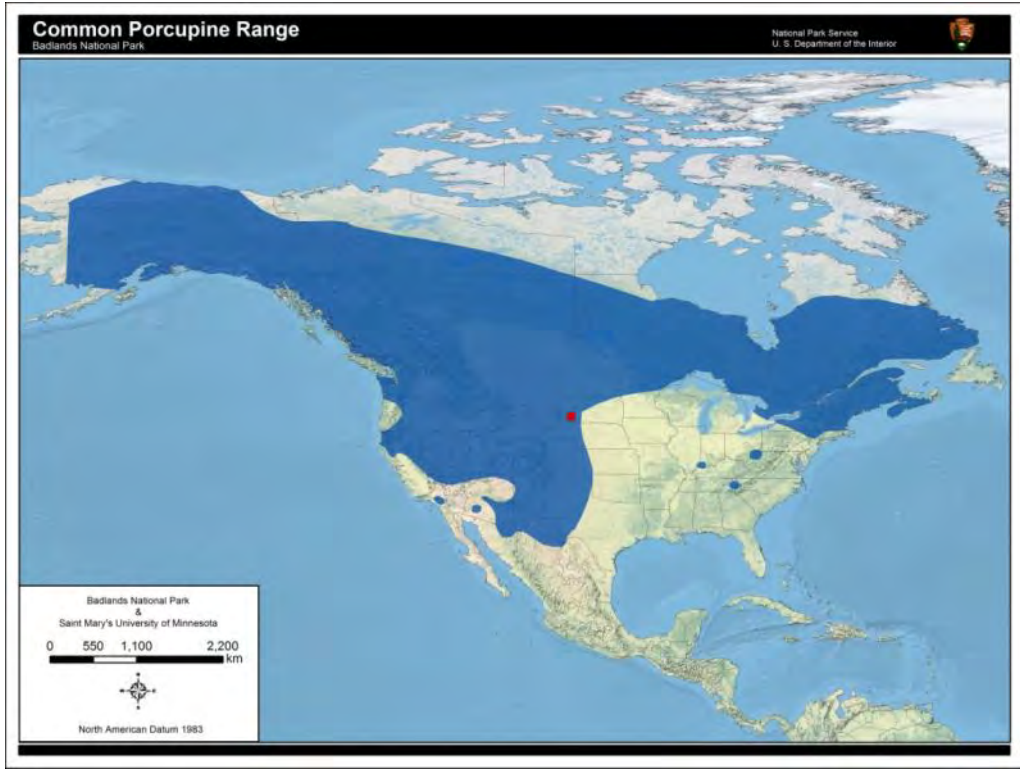 Common Porcupine Range
Badlands National Park
National Park Service
U. S. Department of the Interior
Badlands National Park
&
Saint Mary's University of Minnesota
0 550 1,100 2,200
km
North American Datum 1983